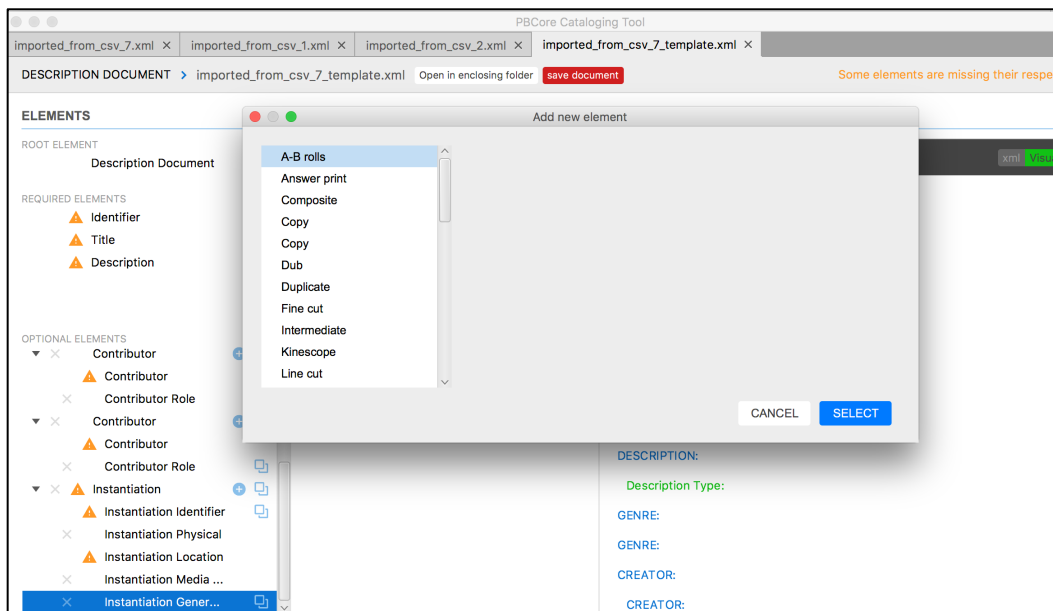 PBCore Cataloging Tool
imported_from_csv_7.xml × imported_from_csv_1.xml × imported_from_csv_2.xml × imported_from_csv_7_template.xml ×
DESCRIPTION DOCUMENT > imported_from_csv_7_template.xml Open in enclosing folder save document Some elements are missing their respe
ELEMENTS
ROOT ELEMENT
Description Document
REQUIRED ELEMENTS
Identifier
Title
Description
OPTIONAL ELEMENTS
Contributor
Contributor
Contributor Role
Contributor
Contributor
Contributor Role
Instantiation
Instantiation Identifier
Instantiation Physical
Instantiation Location
Instantiation Media ...
Instantiation Gener...
Add new element
A-B rolls
Answer print
Composite
Copy
Copy
Dub
Duplicate
Fine cut
Intermediate
Kinescope
Line cut
CANCEL SELECT
xml Visu
DESCRIPTION:
Description Type:
GENRE:
GENRE:
CREATOR:
CREATOR: